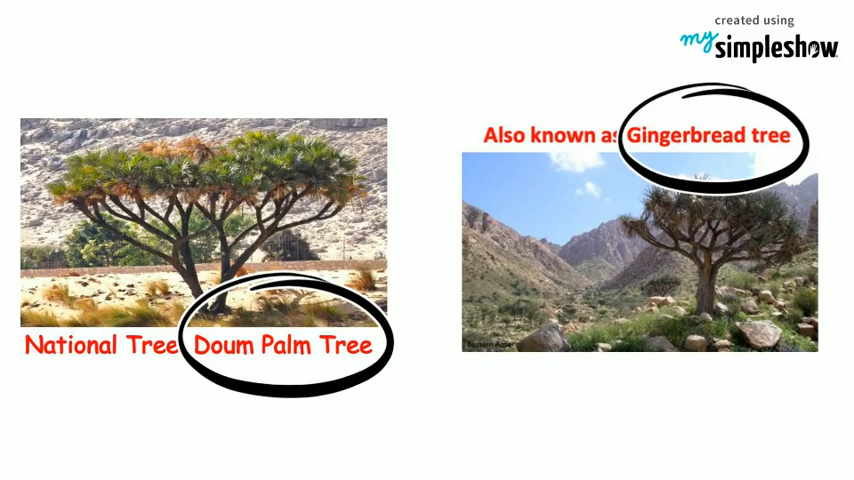 created using
mysimpleshow
Also known as Gingerbread tree
National Tree Doum Palm Tree